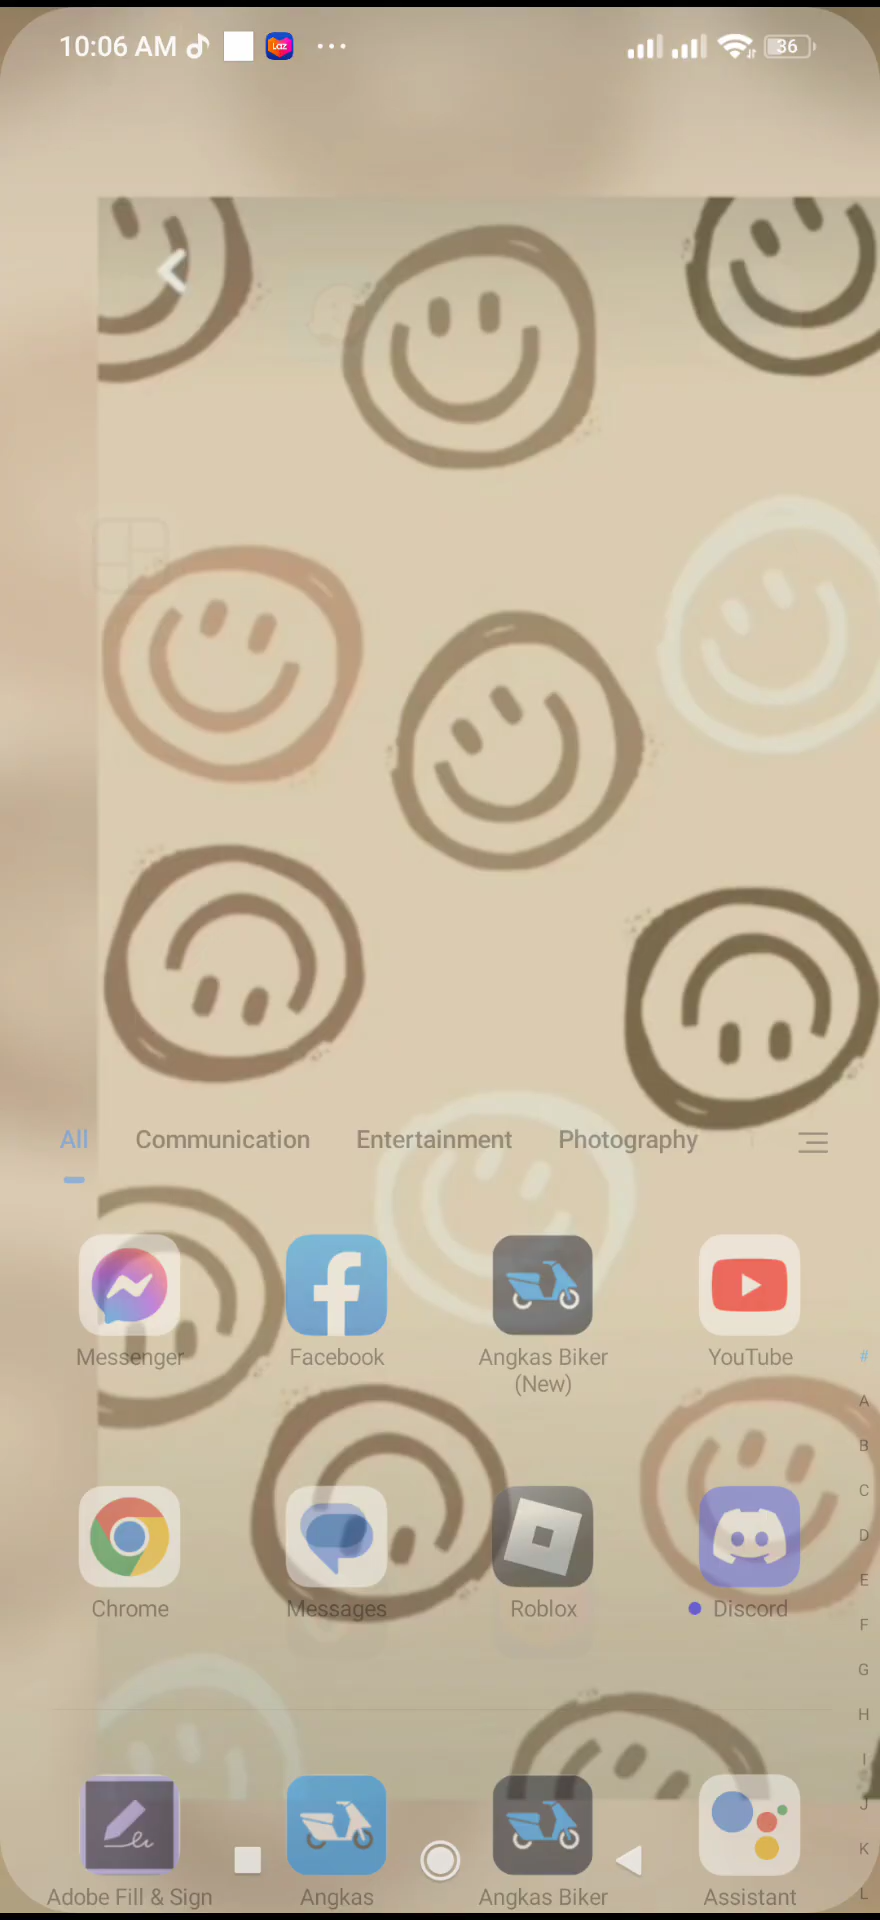 10:06 AM
Laz
36
All Communication Entertainment Photography
Messenger Facebook Angkas Biker (New) YouTube
#
A
B
Chrome Messages Roblox Discord
C
D
E
F
G
H
I
J
K
L
Adobe Fill & Sign Angkas Angkas Biker Assistant